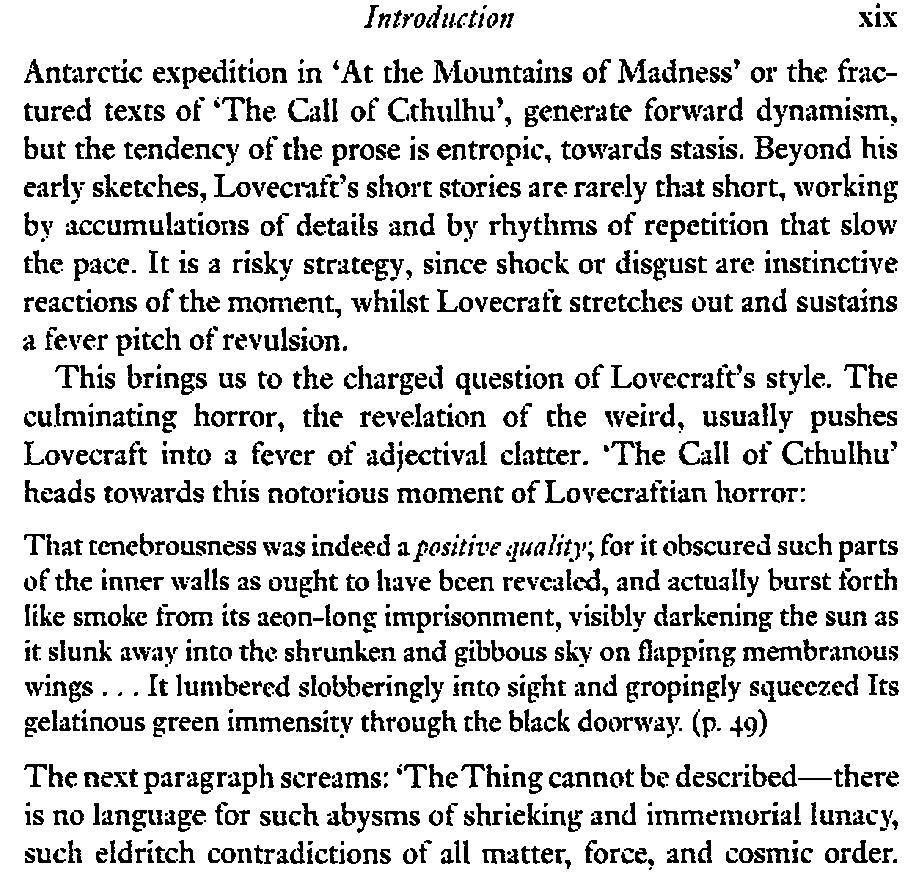 Introduction xix
Antarctic expedition in ‘At the Mountains of Madness’ or the frac-
tured texts of ‘The Call of Cthulhu’, generate forward dynamism,
but the tendency of the prose is entropic, towards stasis. Beyond his
early sketches, Lovecraft’s short stories are rarely that short, working
by accumulations of details and by rhythms of repetition that slow
the pace. It is a risky strategy, since shock or disgust are instinctive
reactions of the moment, whilst Lovecraft stretches out and sustains
a fever pitch of revulsion.
This brings us to the charged question of Lovecraft’s style. The
culminating horror, the revelation of the weird, usually pushes
Lovecraft into a fever of adjectival clatter. ‘The Call of Cthulhu’
heads towards this notorious moment of Lovecraftian horror:
That tenebrousness was indeed a positive quality; for it obscured such parts
of the inner walls as ought to have been revealed, and actually burst forth
like smoke from its aeon-long imprisonment, visibly darkening the sun as
it slunk away into the shrunken and gibbous sky on flapping membranous
wings . . . It lumbered slobberingly into sight and gropingly squeezed Its
gelatinous green immensity through the black doorway. (p. 49)
The next paragraph screams: ‘The Thing cannot be described—there
is no language for such abysms of shrieking and immemorial lunacy,
such eldritch contradictions of all matter, force, and cosmic order.